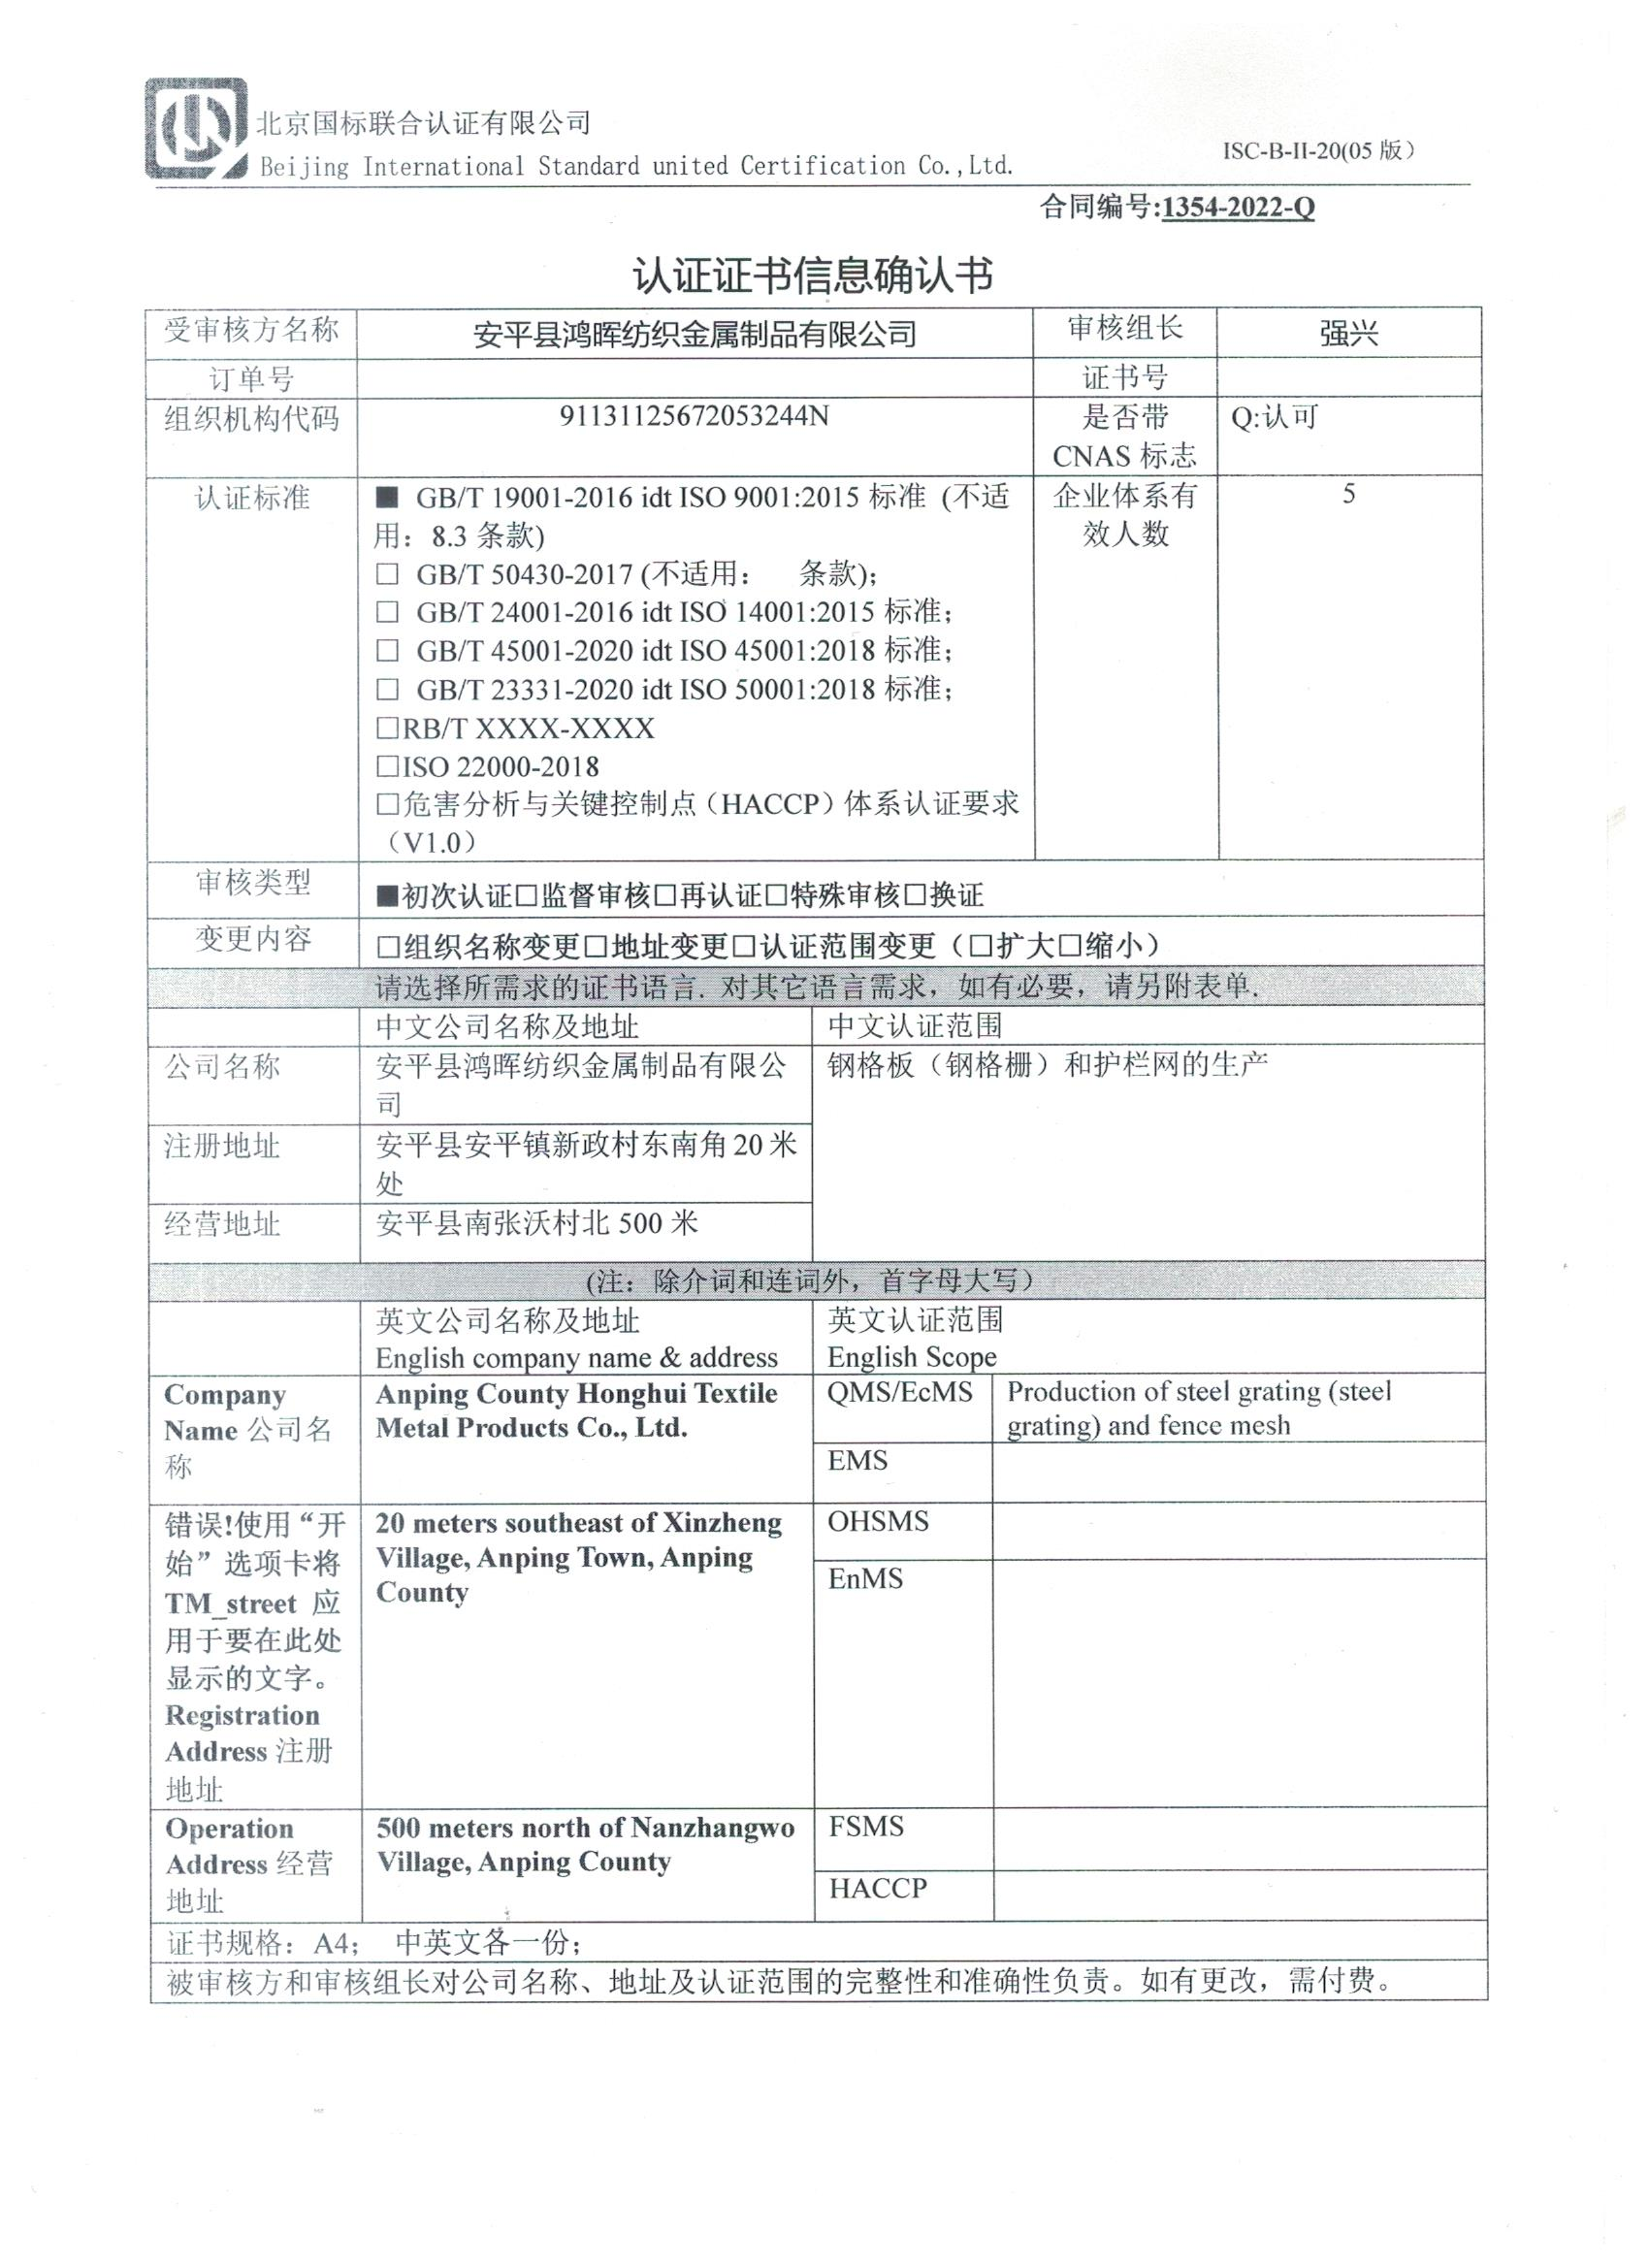 北京国标联合认证有限公司
Beijing International Standard united Certification Co.,Ltd.
ISC-B-II-20(05 版）
合同编号:1354-2022-Q
认证证书信息确认书
受审核方名称 安平县鸿晖纺织金属制品有限公司 审核组长 强兴
订单号 证书号
组织机构代码 91131125672053244N 是否带 Q:认可
CNAS 标志
认证标准 ■ GB/T 19001-2016 idt ISO 9001:2015 标准 (不适 企业体系有 5
用：8.3 条款) 效人数
□ GB/T 50430-2017 (不适用： 条款);
□ GB/T 24001-2016 idt ISO 14001:2015 标准；
□ GB/T 45001-2020 idt ISO 45001:2018 标准；
□ GB/T 23331-2020 idt ISO 50001:2018 标准；
□RB/T XXXX-XXXX
□ISO 22000-2018
□危害分析与关键控制点（HACCP）体系认证要求
（V1.0）
审核类型 ■初次认证□监督审核□再认证□特殊审核□换证
变更内容 □组织名称变更□地址变更□认证范围变更（□扩大□缩小）
请选择所需求的证书语言. 对其它语言需求，如有必要，请另附表单.
中文公司名称及地址 中文认证范围
公司名称 安平县鸿晖纺织金属制品有限公 钢格板（钢格栅）和护栏网的生产
司
注册地址 安平县安平镇新政村东南角 20 米
处
经营地址 安平县南张沃村北 500 米
(注：除介词和连词外，首字母大写）
英文公司名称及地址 英文认证范围
English company name & address English Scope
Company Anping County Honghui Textile QMS/EcMS Production of steel grating (steel
Name 公司名 Metal Products Co., Ltd. grating) and fence mesh
称 EMS
错误!使用“开 20 meters southeast of Xinzheng OHSMS
始”选项卡将 Village, Anping Town, Anping EnMS
TM_street 应 County
用于要在此处
显示的文字。
Registration
Address 注册
地址
Operation 500 meters north of Nanzhangwo FSMS
Address 经营 Village, Anping County
地址 HACCP
证书规格：A4； 中英文各一份；
被审核方和审核组长对公司名称、地址及认证范围的完整性和准确性负责。如有更改，需付费。